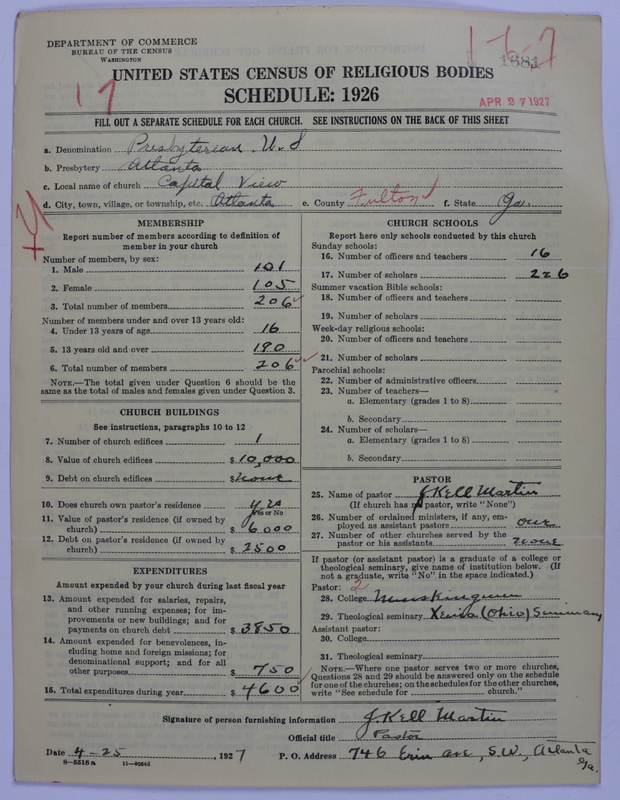 DEPARTMENT OF COMMERCE
BUREAU OF THE CENSUS
WASHINGTON
17-7
1681
17
UNITED STATES CENSUS OF RELIGIOUS BODIES
SCHEDULE: 1926
APR 27 1927
FILL OUT A SEPARATE SCHEDULE FOR EACH CHURCH. SEE INSTRUCTIONS ON THE BACK OF THIS SHEET
a. Denomination Presbyterian U.S
b. Presbytery Atlanta
c. Local name of church Capital View
d. City, town, village, or township, etc. Atlanta e. County Fulton f. State Ga.
MEMBERSHIP
Report number of members according to definition of
member in your church
Number of members, by sex:
1. Male 101
2. Female 105
3. Total number of members 206
Number of members under and over 13 years old:
4. Under 13 years of age 16
5. 13 years old and over 190
6. Total number of members 206
NOTE.—The total given under Question 6 should be the
same as the total of males and females given under Question 3.
CHURCH BUILDINGS
See instructions, paragraphs 10 to 12
7. Number of church edifices 1
8. Value of church edifices $ 10,000
9. Debt on church edifices $ none
10. Does church own pastor's residence yes
Yes or No
11. Value of pastor's residence (if owned by
church) $ 6000
12. Debt on pastor's residence (if owned by
church) $ 2500
EXPENDITURES
Amount expended by your church during last fiscal year
13. Amount expended for salaries, repairs,
and other running expenses; for im-
provements or new buildings; and for
payments on church debt $ 3850
14. Amount expended for benevolences, in-
cluding home and foreign missions; for
denominational support; and for all
other purposes $ 750
15. Total expenditures during year $ 4600
CHURCH SCHOOLS
Report here only schools conducted by this church
Sunday schools:
16. Number of officers and teachers 16
17. Number of scholars 226
Summer vacation Bible schools:
18. Number of officers and teachers
19. Number of scholars
Week-day religious schools:
20. Number of officers and teachers
21. Number of scholars
Parochial schools:
22. Number of administrative officers
23. Number of teachers—
a. Elementary (grades 1 to 8)
b. Secondary
24. Number of scholars—
a. Elementary (grades 1 to 8)
b. Secondary
PASTOR
25. Name of pastor J Kell Martin
(If church has no pastor, write "None")
26. Number of ordained ministers, if any, em-
ployed as assistant pastors one
27. Number of other churches served by the
pastor or his assistants none
If pastor (or assistant pastor) is a graduate of a college or
theological seminary, give name of institution below. (If
not a graduate, write "No" in the space indicated.)
Pastor: 2
28. College Muskingum
29. Theological seminary Xenia (Ohio) Seminary
Assistant pastor:
30. College
31. Theological seminary
NOTE.—Where one pastor serves two or more churches,
Questions 28 and 29 should be answered only on the schedule
for one of the churches; on the schedules for the other churches,
write "See schedule for church."
Signature of person furnishing information J. Kell Martin
Official title Pastor
Date 4-25, 1927 P. O. Address 746 Erin ave, S.W., Atlanta
Ga.
8—5518 a